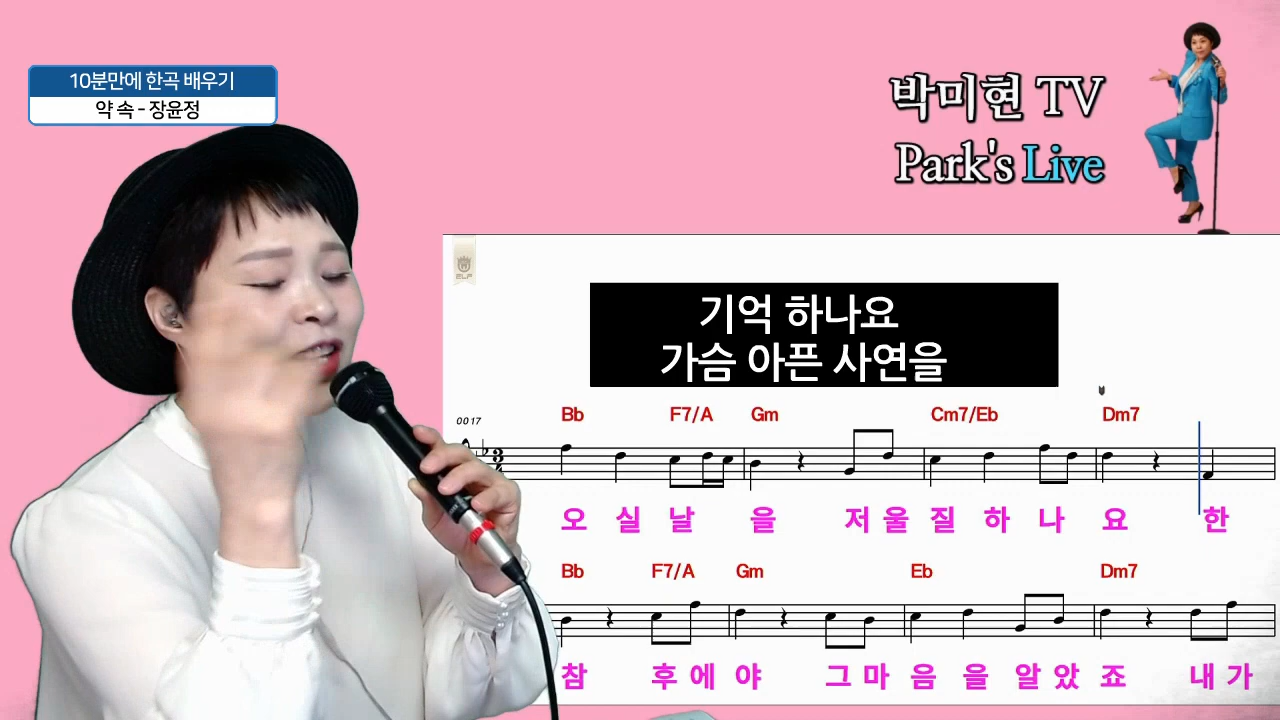 10분만에 한곡 배우기
약 속 - 장윤정
박미현 TV
Park's Live
기억 하나요
가슴 아픈 사연을
0017
Bb F7/A Gm Cm7/Eb Dm7
오 실 날 을 저 울 질 하 나 요 한
Bb F7/A Gm Eb Dm7
참 후 에 야 그 마 음 을 알 았 죠 내 가